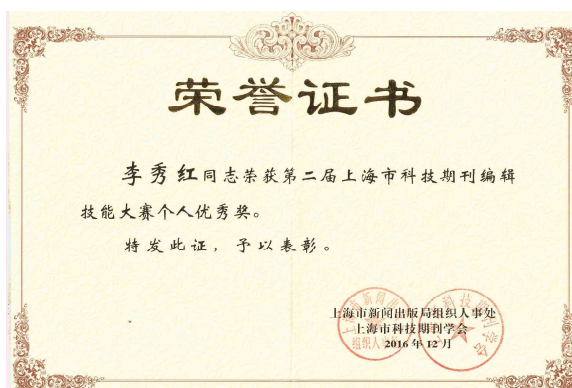 荣誉证书
李秀红同志荣获第二届上海市科技期刊编辑
技能大赛个人优秀奖。
特发此证，予以表彰。
上海市新闻出版局组织人事处
上海市科技期刊学会
2016年12月